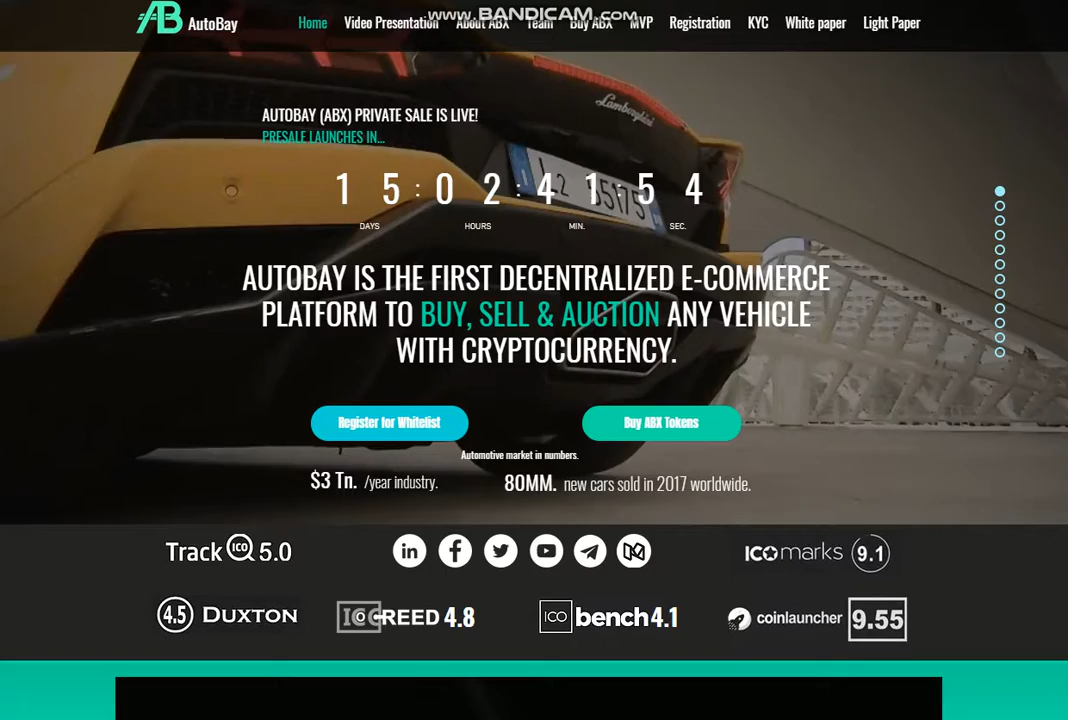 www.BANDICAM.com
AB AutoBay
Home Video Presentation About ABX Team Buy ABX MVP Registration KYC White paper Light Paper
Lamborghini
AUTOBAY (ABX) PRIVATE SALE IS LIVE!
PRESALE LAUNCHES IN...
1 5 : 0 2 : 4 1 : 5 4
DAYS HOURS MIN. SEC.
AUTOBAY IS THE FIRST DECENTRALIZED E-COMMERCE
PLATFORM TO BUY, SELL & AUCTION ANY VEHICLE
WITH CRYPTOCURRENCY.
Register for Whitelist Buy ABX Tokens
Automotive market in numbers.
$3 Tn. /year industry. 80MM. new cars sold in 2017 worldwide.
Track ICO 5.0
in f
ICOmarks 9.1
4.5 DUXTON ICOCREED 4.8 ICO bench 4.1 coinlauncher 9.55